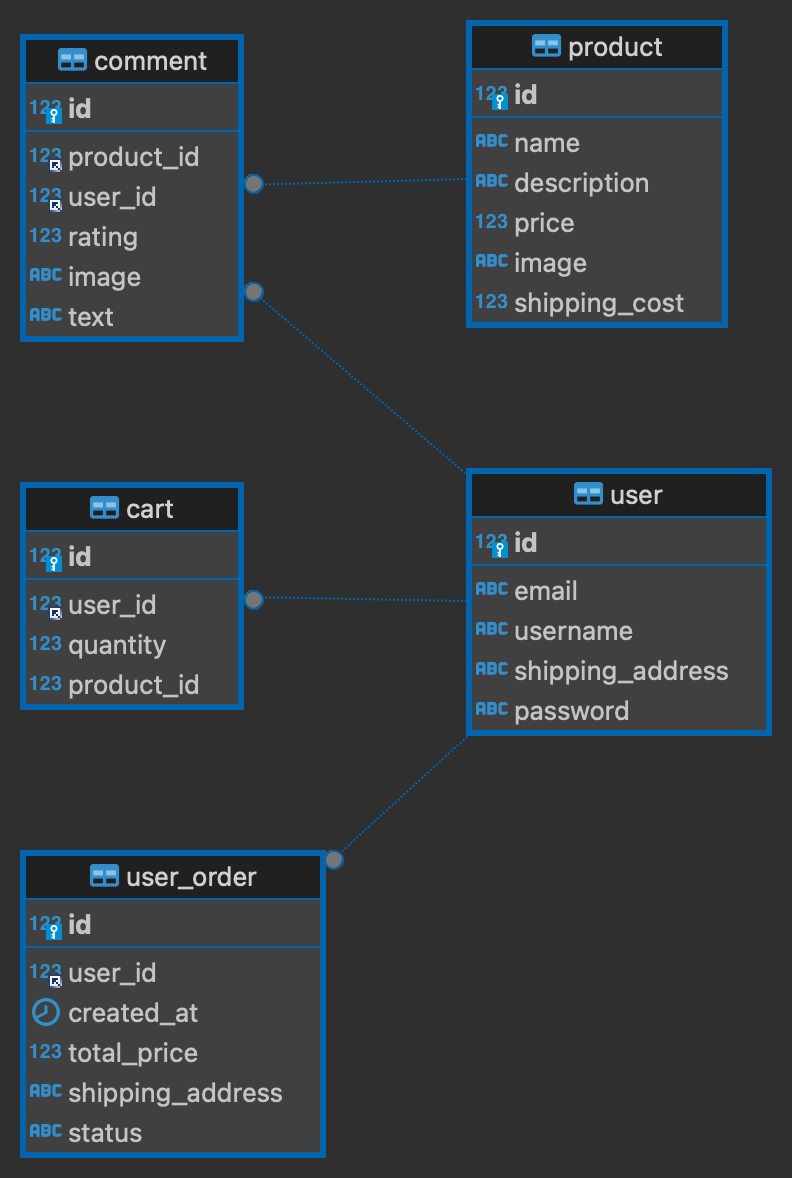 comment
123 id
123 product_id
123 user_id
123 rating
ABC image
ABC text
product
123 id
ABC name
ABC description
123 price
ABC image
123 shipping_cost
cart
123 id
123 user_id
123 quantity
123 product_id
user
123 id
ABC email
ABC username
ABC shipping_address
ABC password
user_order
123 id
123 user_id
created_at
123 total_price
ABC shipping_address
ABC status